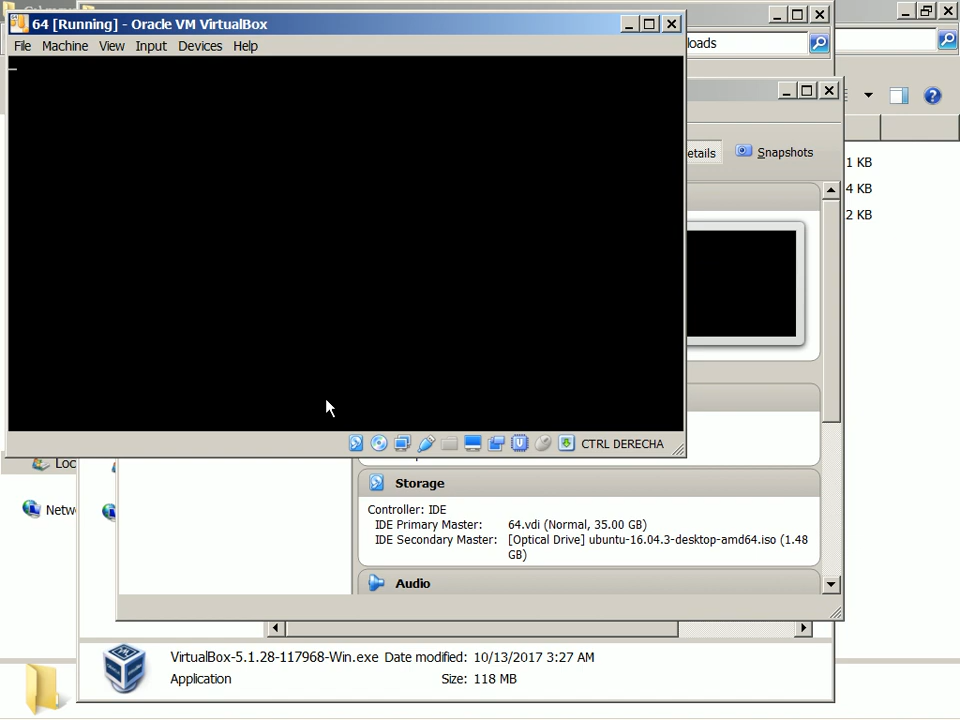 64 [Running] - Oracle VM VirtualBox
File Machine View Input Devices Help
loads
etails
Snapshots
1 KB
4 KB
2 KB
CTRL DERECHA
Loc
Netw
Storage
Controller: IDE
IDE Primary Master: 64.vdi (Normal, 35.00 GB)
IDE Secondary Master: [Optical Drive] ubuntu-16.04.3-desktop-amd64.iso (1.48
GB)
Audio
VirtualBox-5.1.28-117968-Win.exe Date modified: 10/13/2017 3:27 AM
Application Size: 118 MB